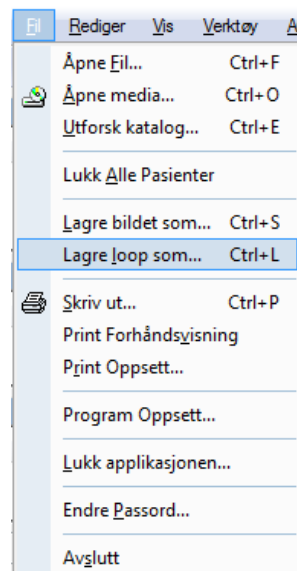 Fil Rediger Vis Verktøy
Åpne Fil... Ctrl+F
Åpne media... Ctrl+O
Utforsk katalog... Ctrl+E
Lukk Alle Pasienter
Lagre bildet som... Ctrl+S
Lagre loop som... Ctrl+L
Skriv ut... Ctrl+P
Print Forhåndsvisning
Print Oppsett...
Program Oppsett...
Lukk applikasjonen...
Endre Passord...
Avslutt